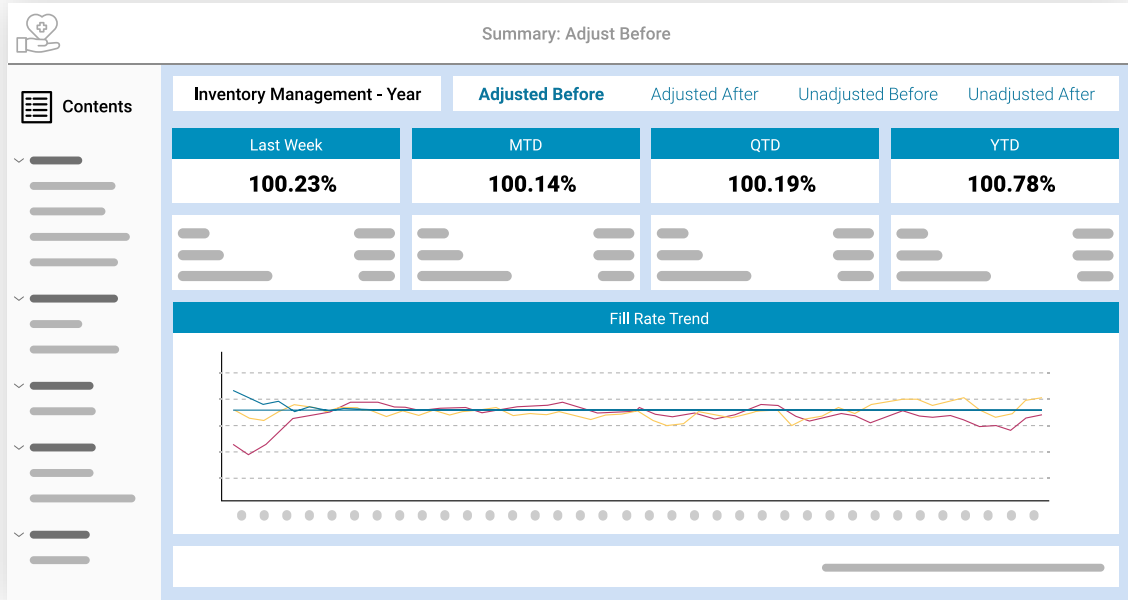 Summary: Adjust Before
Contents
Inventory Management - Year
Adjusted Before
Adjusted After
Unadjusted Before
Unadjusted After
Last Week
MTD
QTD
YTD
100.23%
100.14%
100.19%
100.78%
Fill Rate Trend